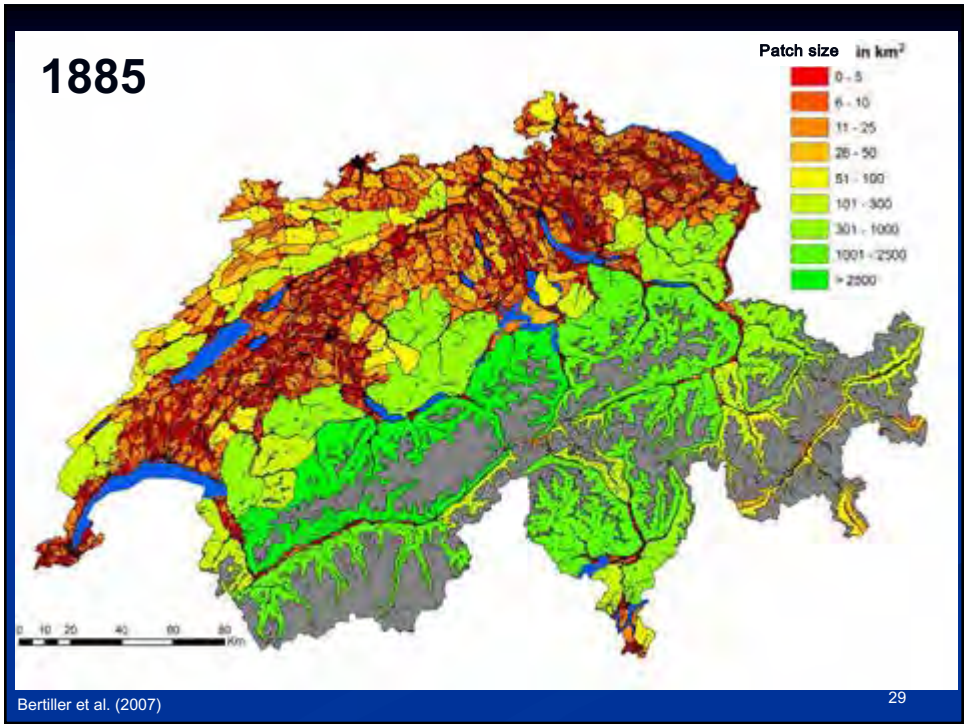 1885
Patch size in km²
0 - 5
6 - 10
11 - 25
26 - 50
51 - 100
101 - 300
301 - 1000
1001 - 2500
> 2500
0 10 20 40 60 80
Km
Bertiller et al. (2007)
29